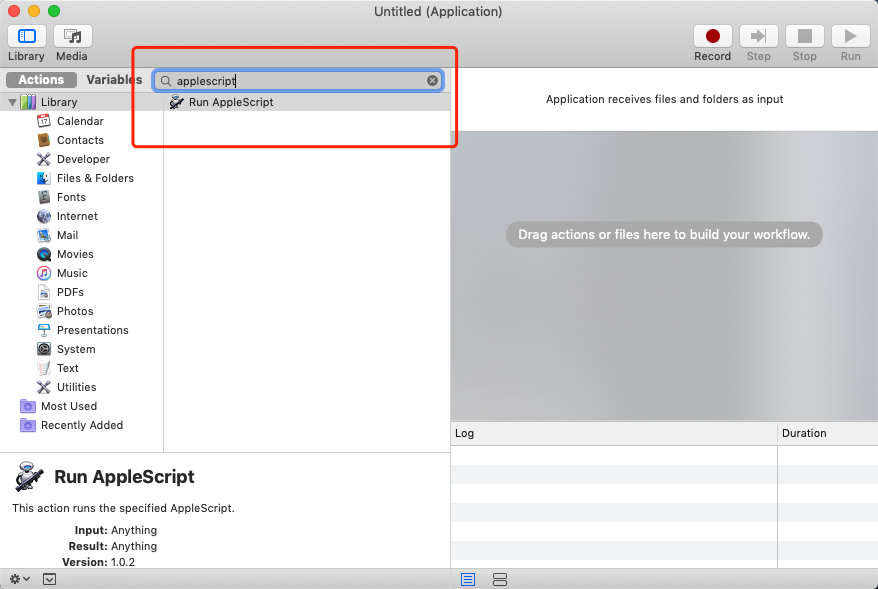 Untitled (Application)
Library
Media
Record
Step
Stop
Run
Actions
Variables
applescript
Library
Calendar
Contacts
Developer
Files & Folders
Fonts
Internet
Mail
Movies
Music
PDFs
Photos
Presentations
System
Text
Utilities
Most Used
Recently Added
Run AppleScript
Application receives files and folders as input
Drag actions or files here to build your workflow.
Log
Duration
Run AppleScript
This action runs the specified AppleScript.
Input: Anything
Result: Anything
Version: 1.0.2